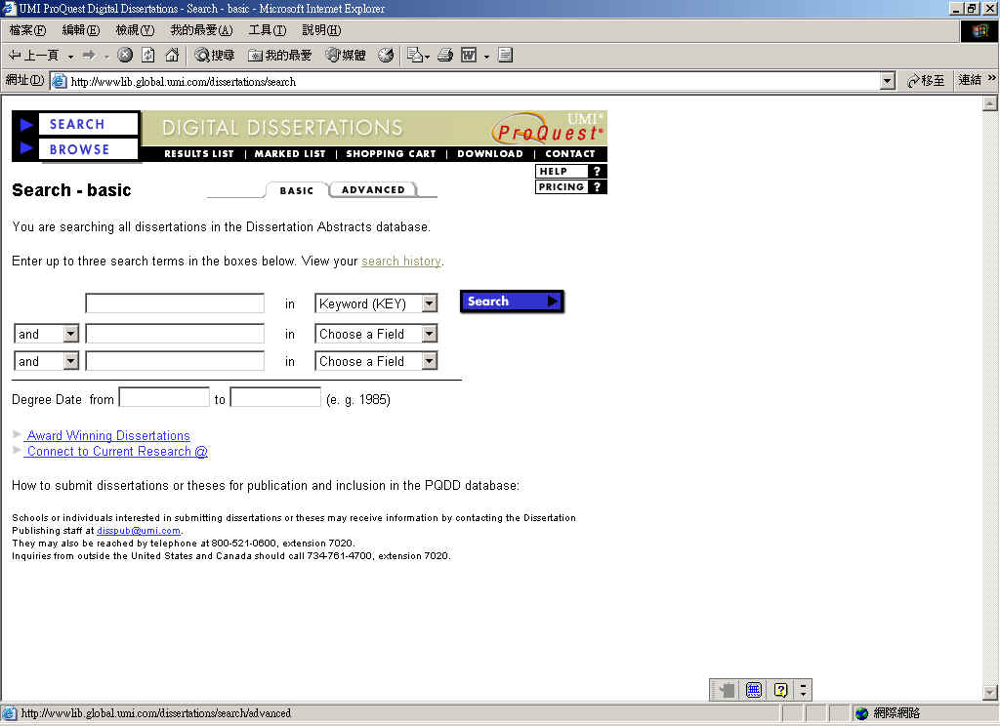 UMI ProQuest Digital Dissertations - Search - basic - Microsoft Internet Explorer
檔案(F) 編輯(E) 檢視(V) 我的最愛(A) 工具(T) 說明(H)
上一頁 搜尋 我的最愛 媒體
網址(D) http://wwwlib.global.umi.com/dissertations/search 移至 連結 »
SEARCH
BROWSE
DIGITAL DISSERTATIONS
UMI®
ProQuest®
RESULTS LIST | MARKED LIST | SHOPPING CART | DOWNLOAD | CONTACT
HELP ?
PRICING ?
Search - basic
BASIC ADVANCED
You are searching all dissertations in the Dissertation Abstracts database.
Enter up to three search terms in the boxes below. View your search history.
in Keyword (KEY) Search
and in Choose a Field
and in Choose a Field
Degree Date from to (e. g. 1985)
Award Winning Dissertations
Connect to Current Research @
How to submit dissertations or theses for publication and inclusion in the PQDD database:
Schools or individuals interested in submitting dissertations or theses may receive information by contacting the Dissertation
Publishing staff at disspub@umi.com.
They may also be reached by telephone at 800-521-0600, extension 7020.
Inquiries from outside the United States and Canada should call 734-761-4700, extension 7020.
http://wwwlib.global.umi.com/dissertations/search/advanced 網際網路